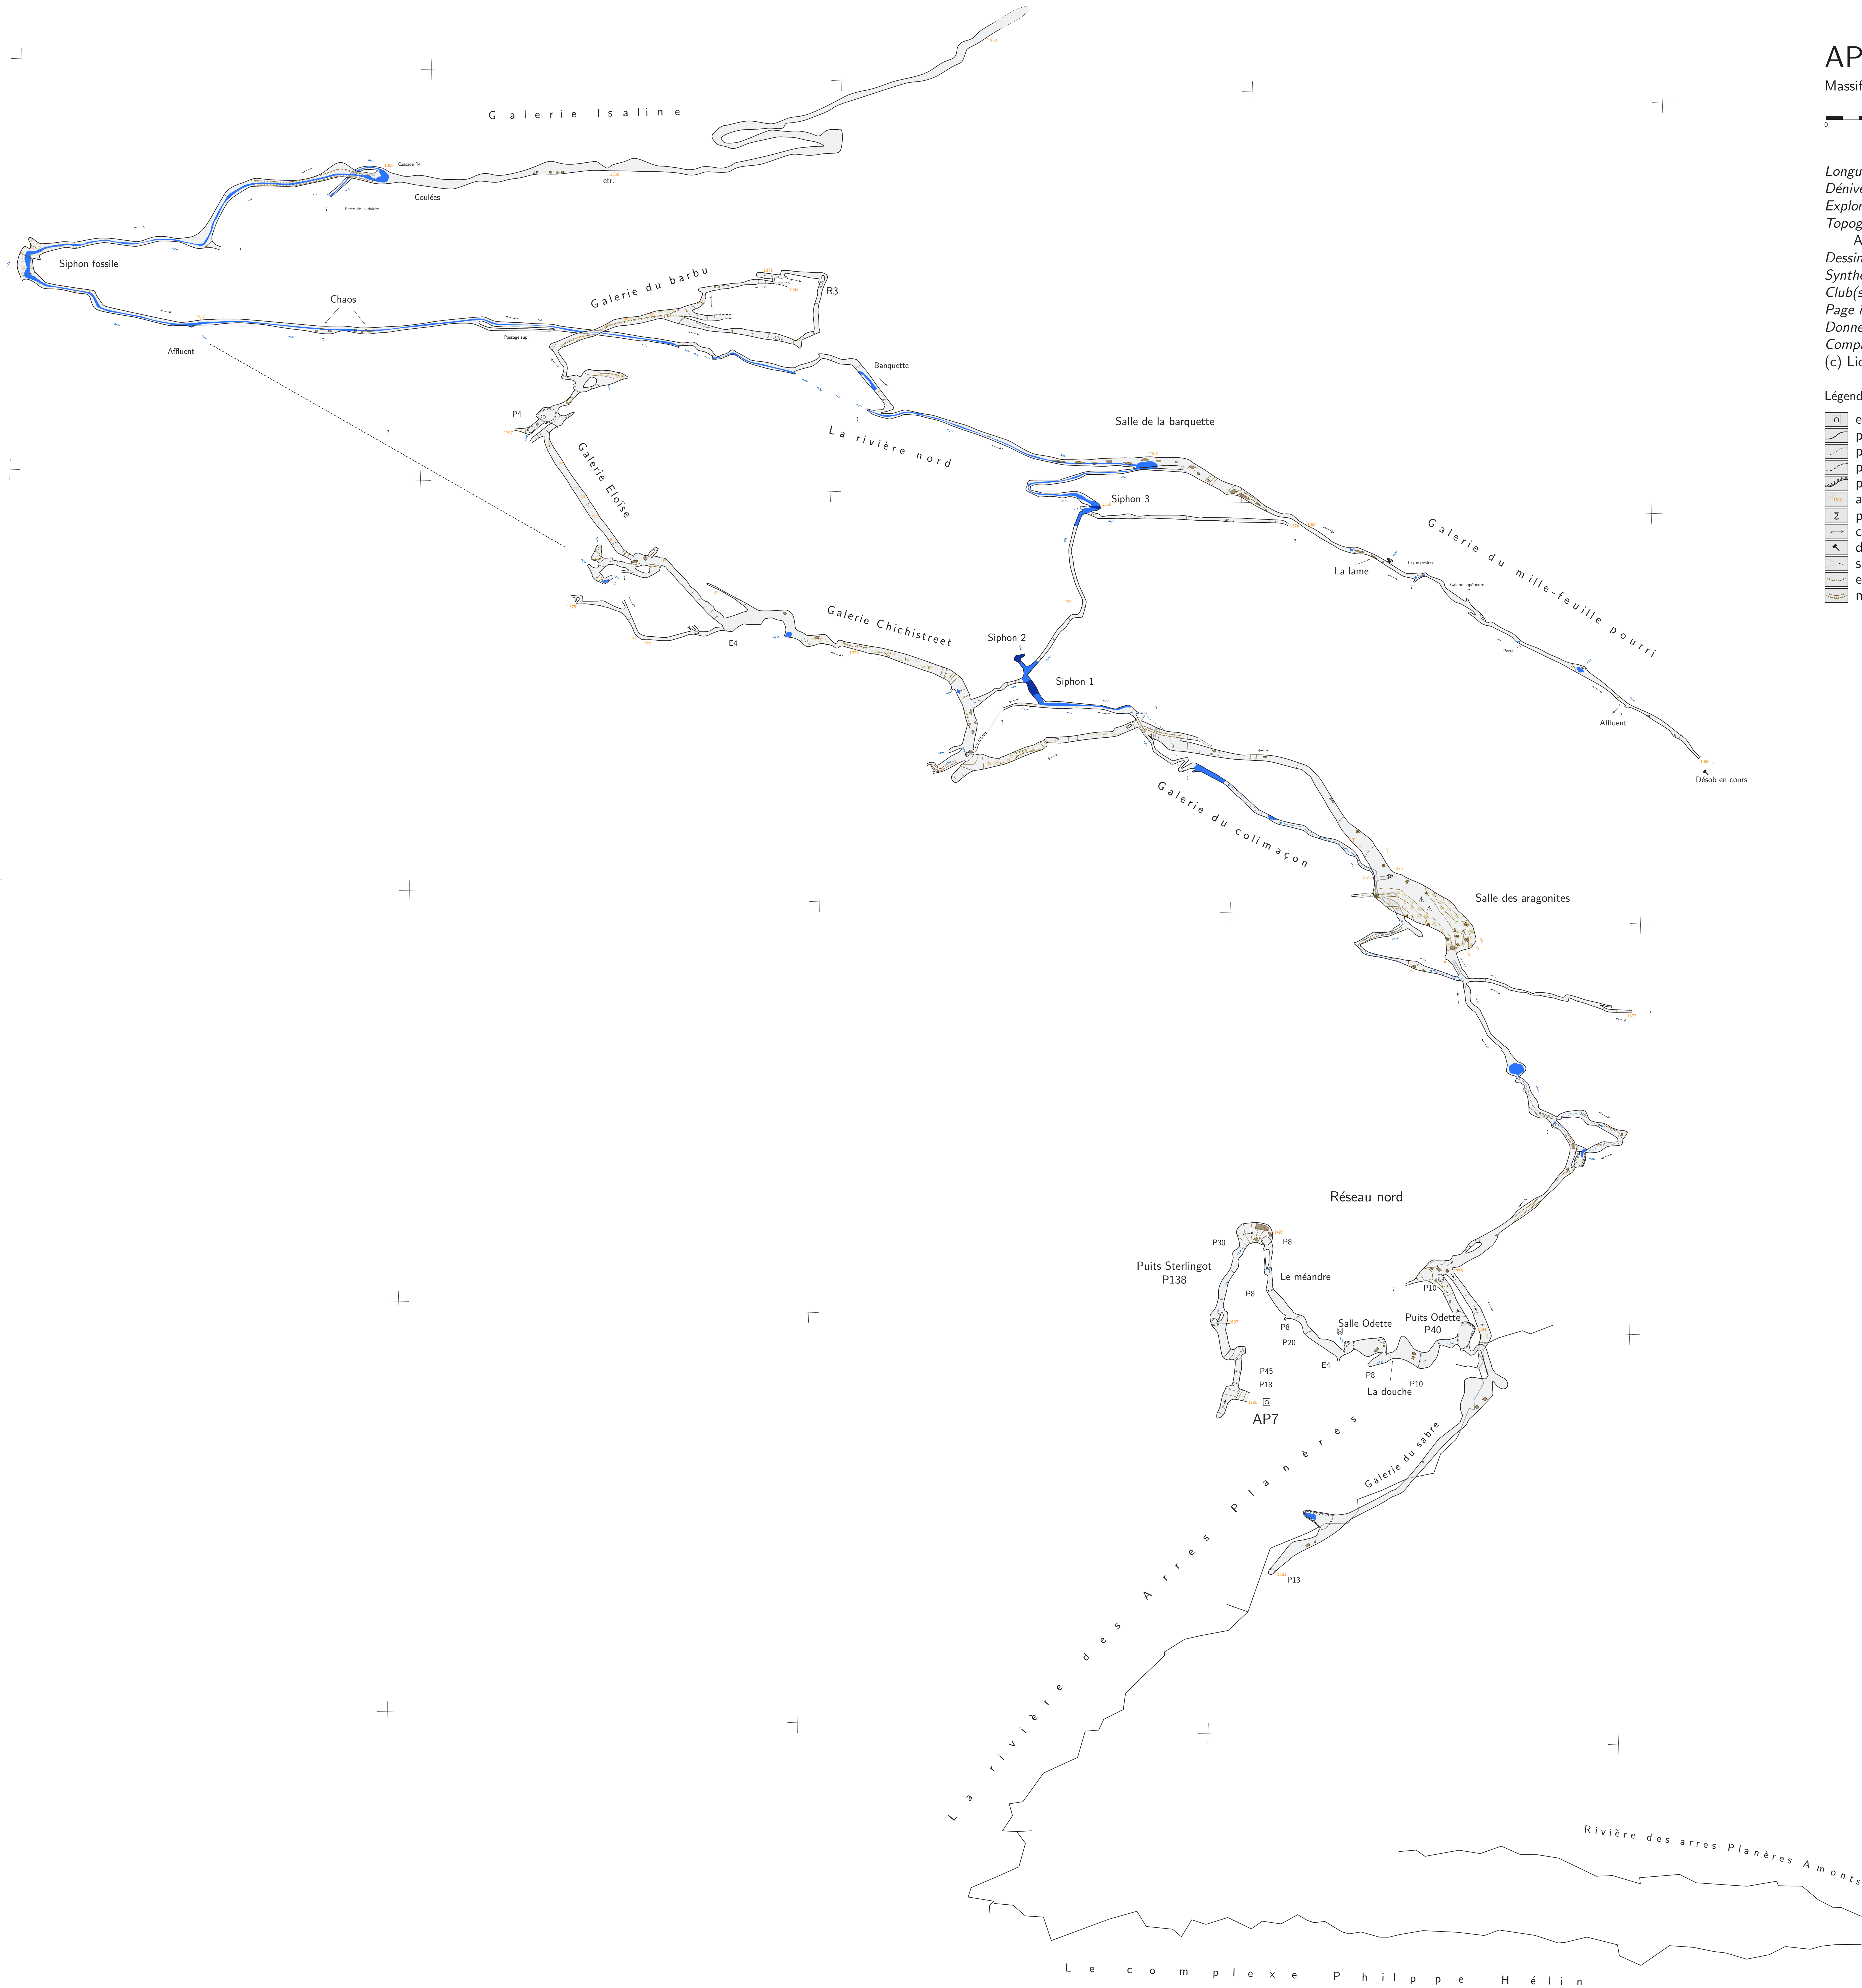 AP
Massif
0
Galerie Isaline
Cascade R4
etr.
Coulées
Perte de la rivière
Longu
Dénive
Explor
Topog
A
Dessin
Synthe
Club(s
Page i
Donne
Compl
(c) Lic
Siphon fossile
Galerie du barbu
R3
Chaos
Passage sup.
Affluent
Banquette
Légend
e
p
p
p
p
a
p
c
d
s
e
n
P4
Salle de la barquette
La rivière nord
Galerie Eloïse
Siphon 3
Galerie du mille-feuille pourri
La lame
Les marmites
Galerie supérieure
Galerie Chichistreet
E4
Siphon 2
Perte
Siphon 1
Affluent
Désob en cours
Galerie du colimaçon
Salle des aragonites
Réseau nord
P30
P8
Puits Sterlingot
P138
Le méandre
P8
P10
P8
Salle Odette
Puits Odette
P40
P20
E4
P45
P8
P18
P10
La douche
AP7
Galerie du sabre
La rivière des Arres Planères
P13
Rivière des arres Planères Amonts
Le complexe Philppe Hélin